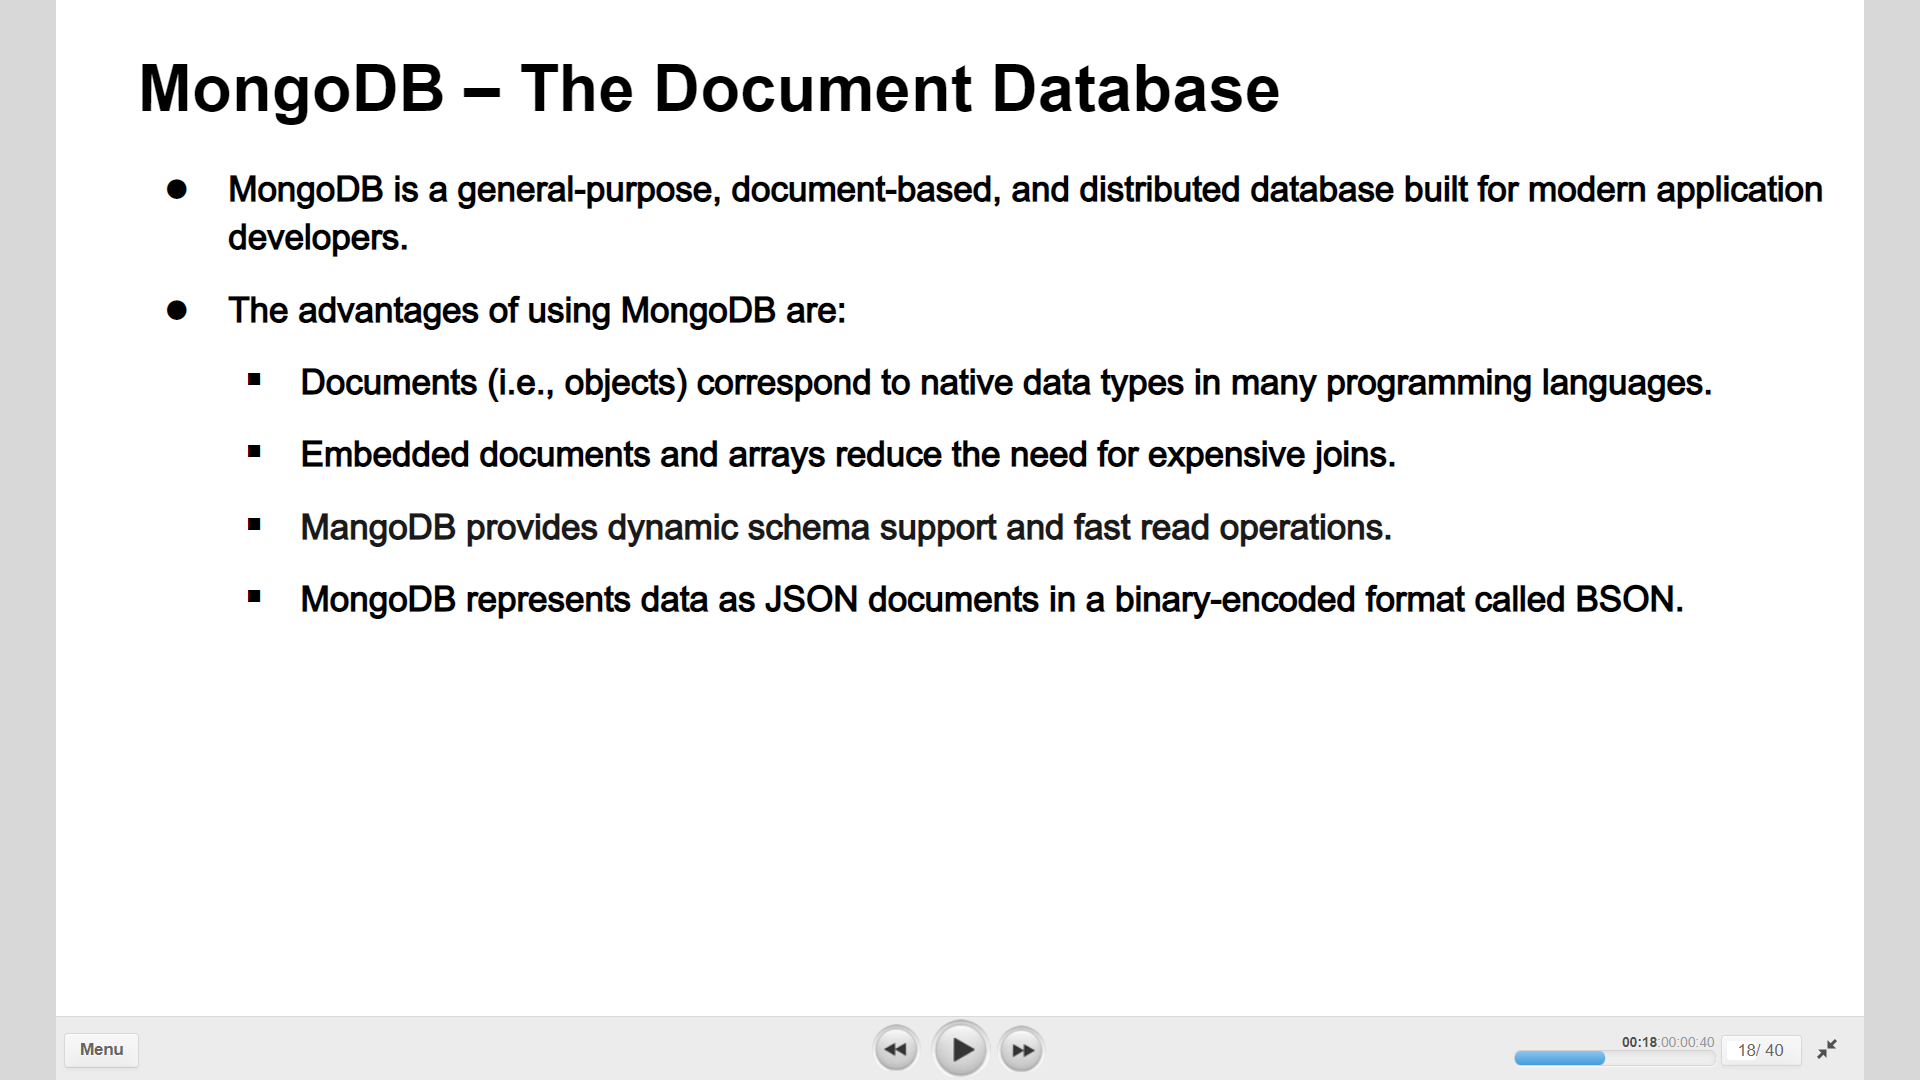 MongoDB – The Document Database
● MongoDB is a general-purpose, document-based, and distributed database built for modern application
developers.
● The advantages of using MongoDB are:
▪ Documents (i.e., objects) correspond to native data types in many programming languages.
▪ Embedded documents and arrays reduce the need for expensive joins.
▪ MangoDB provides dynamic schema support and fast read operations.
▪ MongoDB represents data as JSON documents in a binary-encoded format called BSON.
Menu
00:18:00:00:40
18/ 40